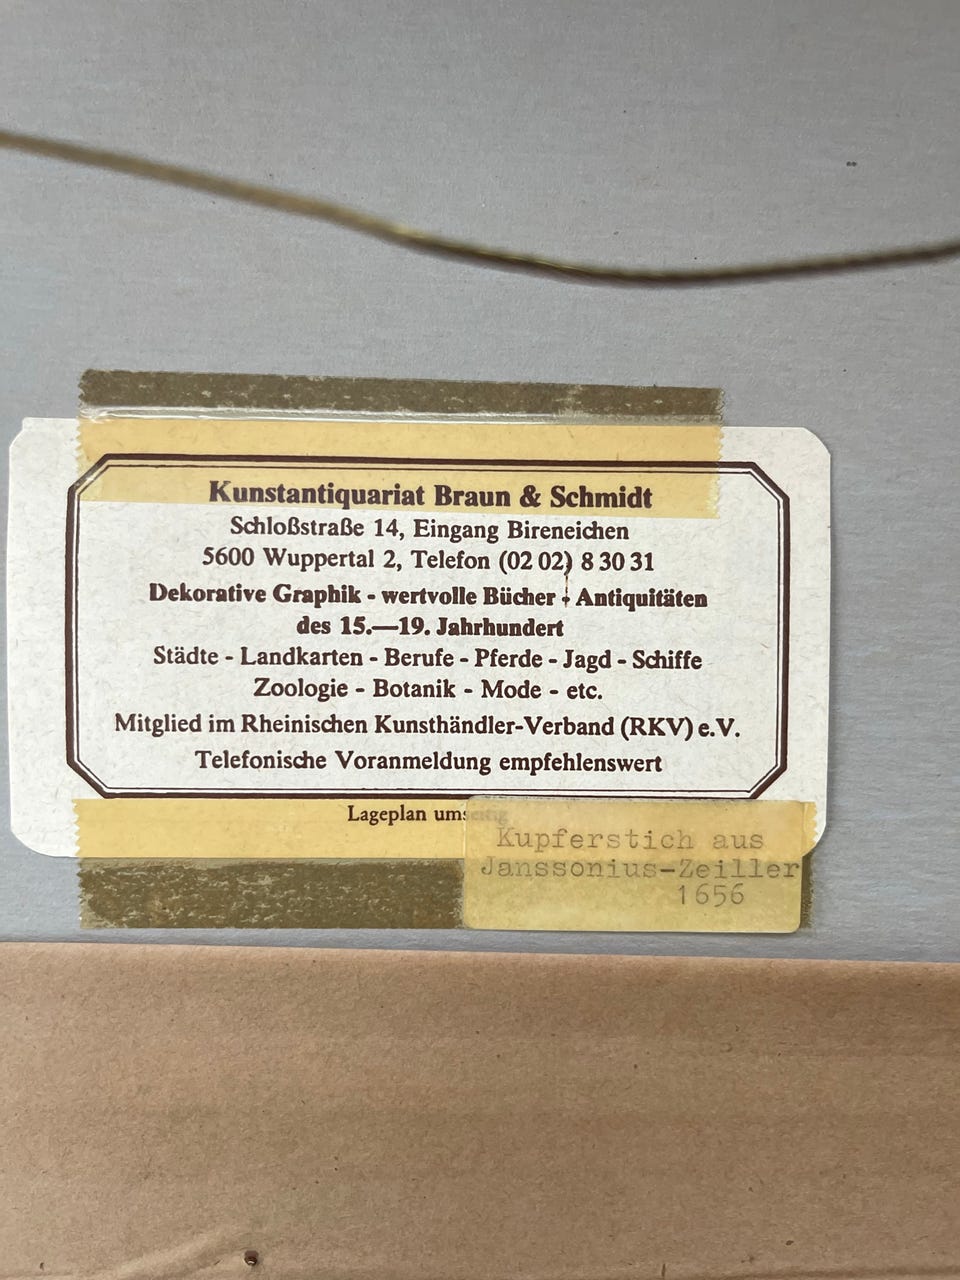 Kunstantiquariat Braun & Schmidt
Schloßstraße 14, Eingang Bireneichen
5600 Wuppertal 2, Telefon (02 02) 8 30 31
Dekorative Graphik - wertvolle Bücher - Antiquitäten
des 15.—19. Jahrhundert
Städte - Landkarten - Berufe - Pferde - Jagd - Schiffe
Zoologie - Botanik - Mode - etc.
Mitglied im Rheinischen Kunsthändler-Verband (RKV) e.V.
Telefonische Voranmeldung empfehlenswert
Lageplan umseitig
Kupferstich aus
Janssonius-Zeiller
1656